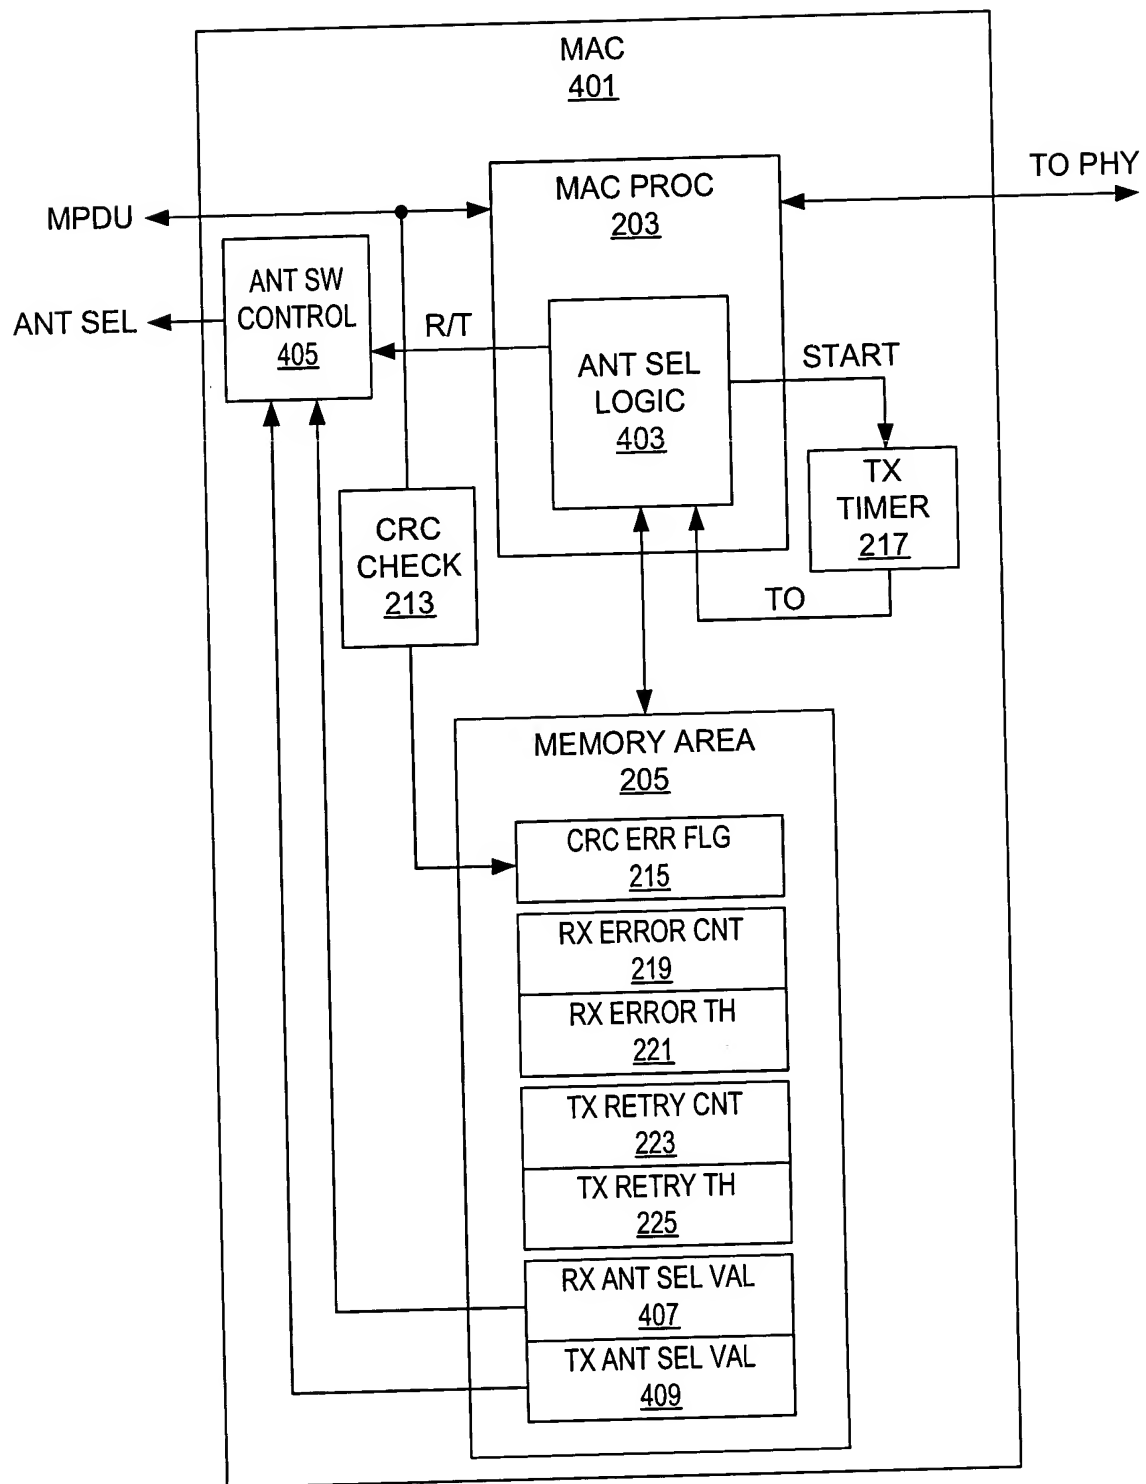 MAC
401
TO PHY
MPDU
MAC PROC
203
ANT SW
CONTROL
405
ANT SEL
R/T
ANT SEL
LOGIC
403
START
TX
TIMER
217
CRC
CHECK
213
TO
MEMORY AREA
205
CRC ERR FLG
215
RX ERROR CNT
219
RX ERROR TH
221
TX RETRY CNT
223
TX RETRY TH
225
RX ANT SEL VAL
407
TX ANT SEL VAL
409